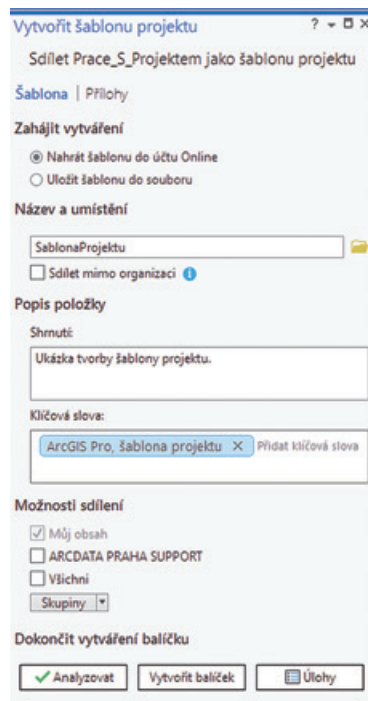 Vytvořit šablonu projektu
Sdílet Prace_S_Projektem jako šablonu projektu
Šablona | Přílohy
Zahájit vytváření
Nahrát šablonu do účtu Online
Uložit šablonu do souboru
Název a umístění
SablonaProjektu
Sdílet mimo organizaci
Popis položky
Shrnutí:
Ukázka tvorby šablony projektu.
Klíčová slova:
ArcGIS Pro, šablona projektu × Přidat klíčová slova
Možnosti sdílení
Můj obsah
ARCDATA PRAHA SUPPORT
Všichni
Skupiny
Dokončit vytváření balíčku
Analyzovat Vytvořit balíček Úlohy